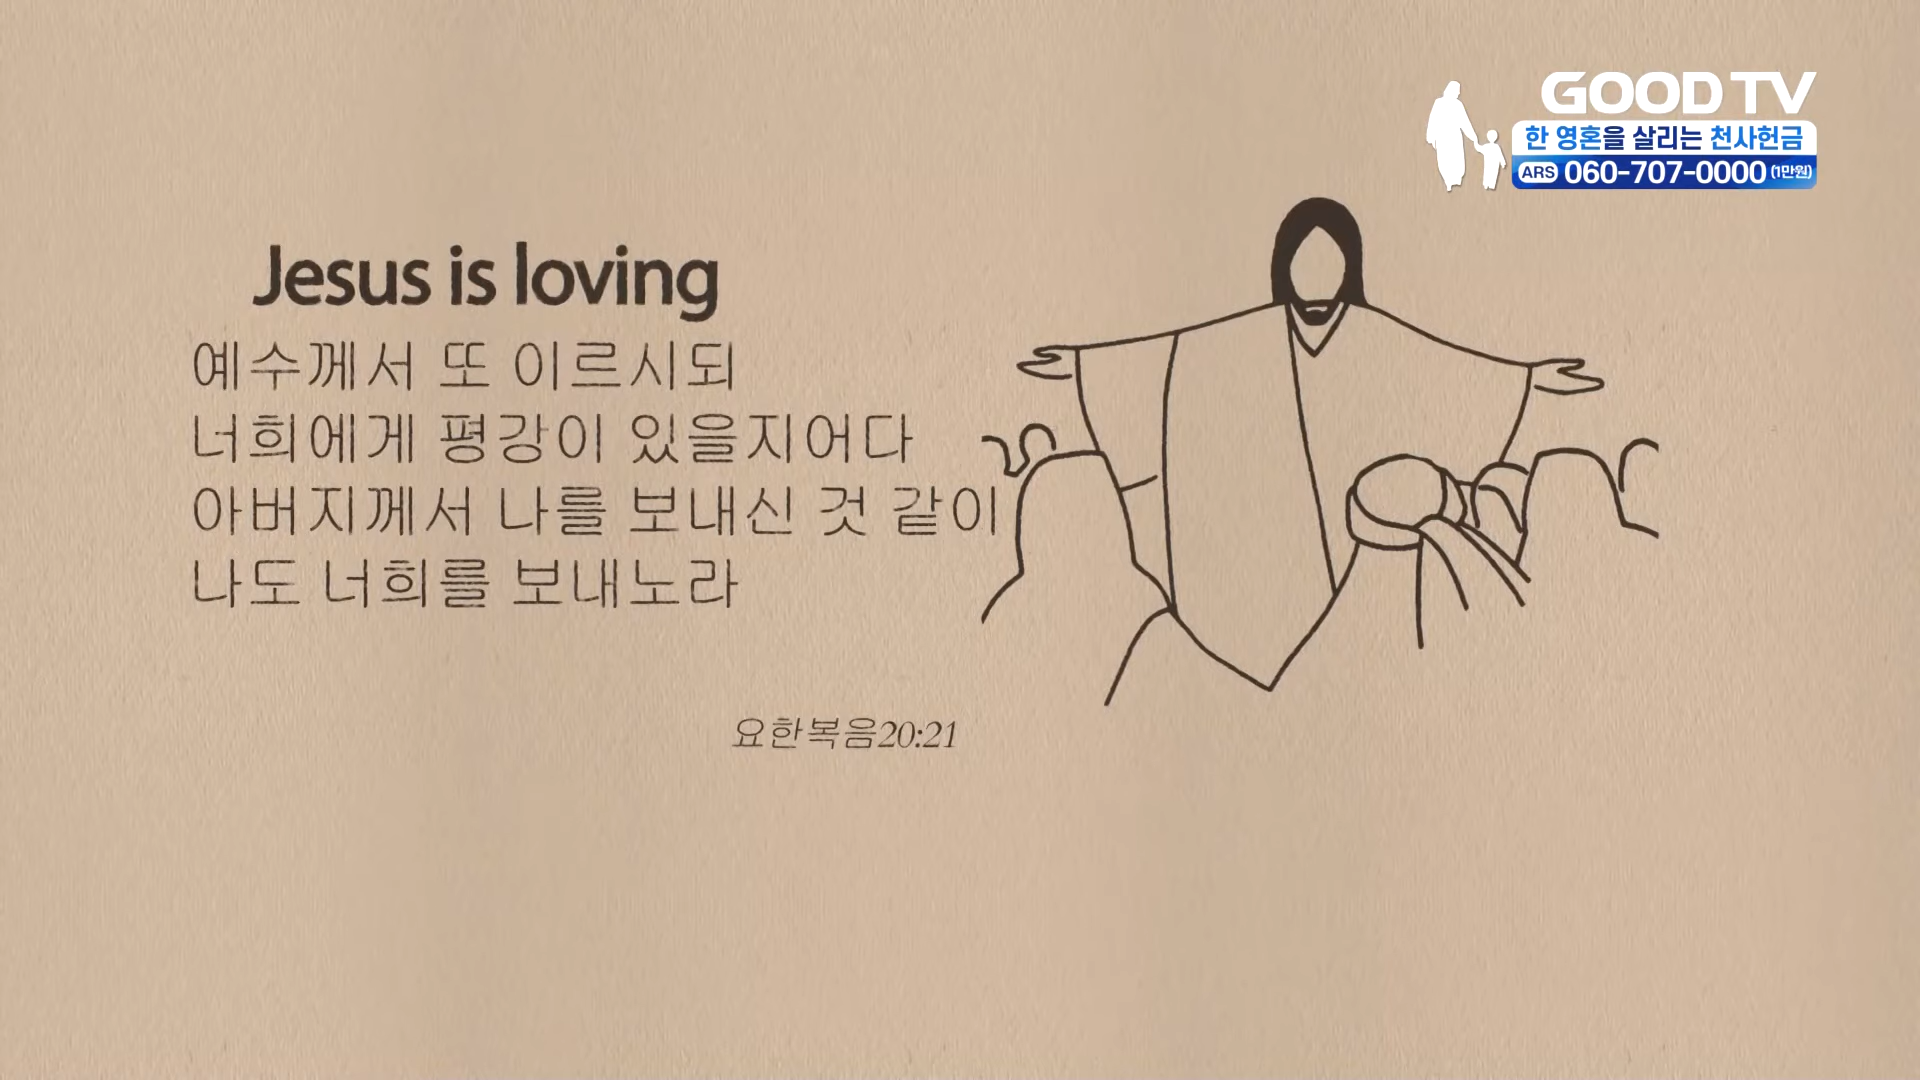 GOOD TV
한 영혼을 살리는 천사헌금
ARS 060-707-0000 (1만원)
Jesus is loving
예수께서 또 이르시되
너희에게 평강이 있을지어다
아버지께서 나를 보내신 것 같이
나도 너희를 보내노라
요한복음20:21